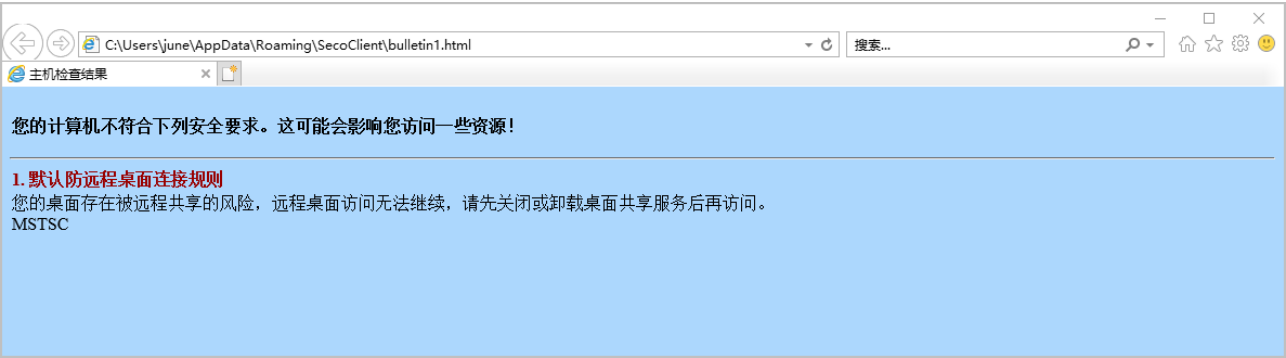 C:\Users\june\AppData\Roaming\SecoClient\bulletin1.html
搜索...
主机检查结果
您的计算机不符合下列安全要求。这可能会影响您访问一些资源！
1. 默认防远程桌面连接规则
您的桌面存在被远程共享的风险，远程桌面访问无法继续，请先关闭或卸载桌面共享服务后再访问。
MSTSC